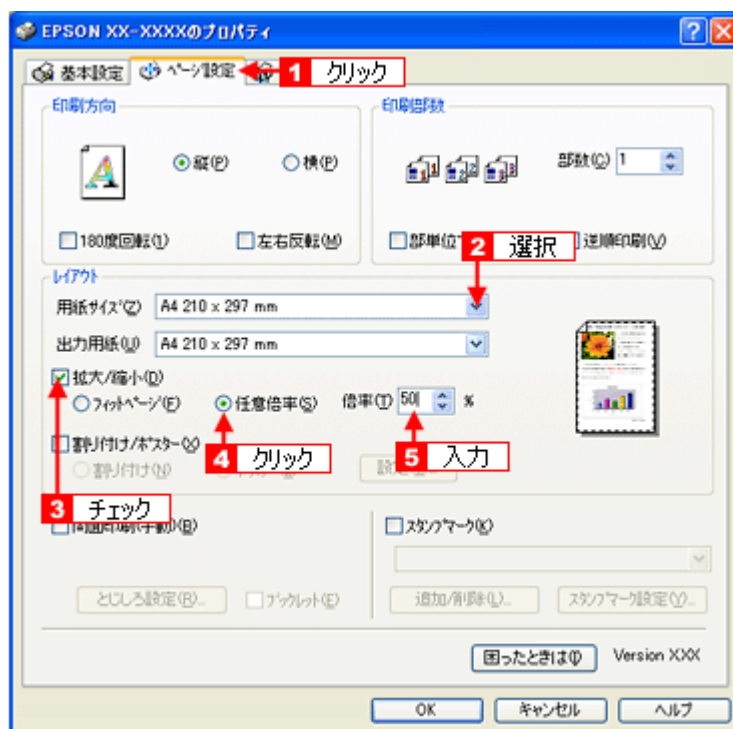 EPSON XX-XXXXのプロパティ
基本設定 ページ設定 1 クリック
印刷方向 印刷部数
縦(P) 横(P) 部数(C) 1
180度回転(1) 左右反転(M) 部単位 逆順印刷(V)
2 選択
レイアウト
用紙サイズ(Z) A4 210 x 297 mm
出力用紙(U) A4 210 x 297 mm
拡大/縮小(D)
フィットページ(F) 任意倍率(S) 倍率(T) 50 %
割り付け/ポスター(X)
4 クリック 5 入力
割り付け(N)
3 チェック
(手動)(B) スタンプマーク(K)
とじしろ設定(R)... ブックレット(E) 追加/削除(L)... スタンプマーク設定(Y)...
困ったときは(I) Version XXX
OK キャンセル ヘルプ